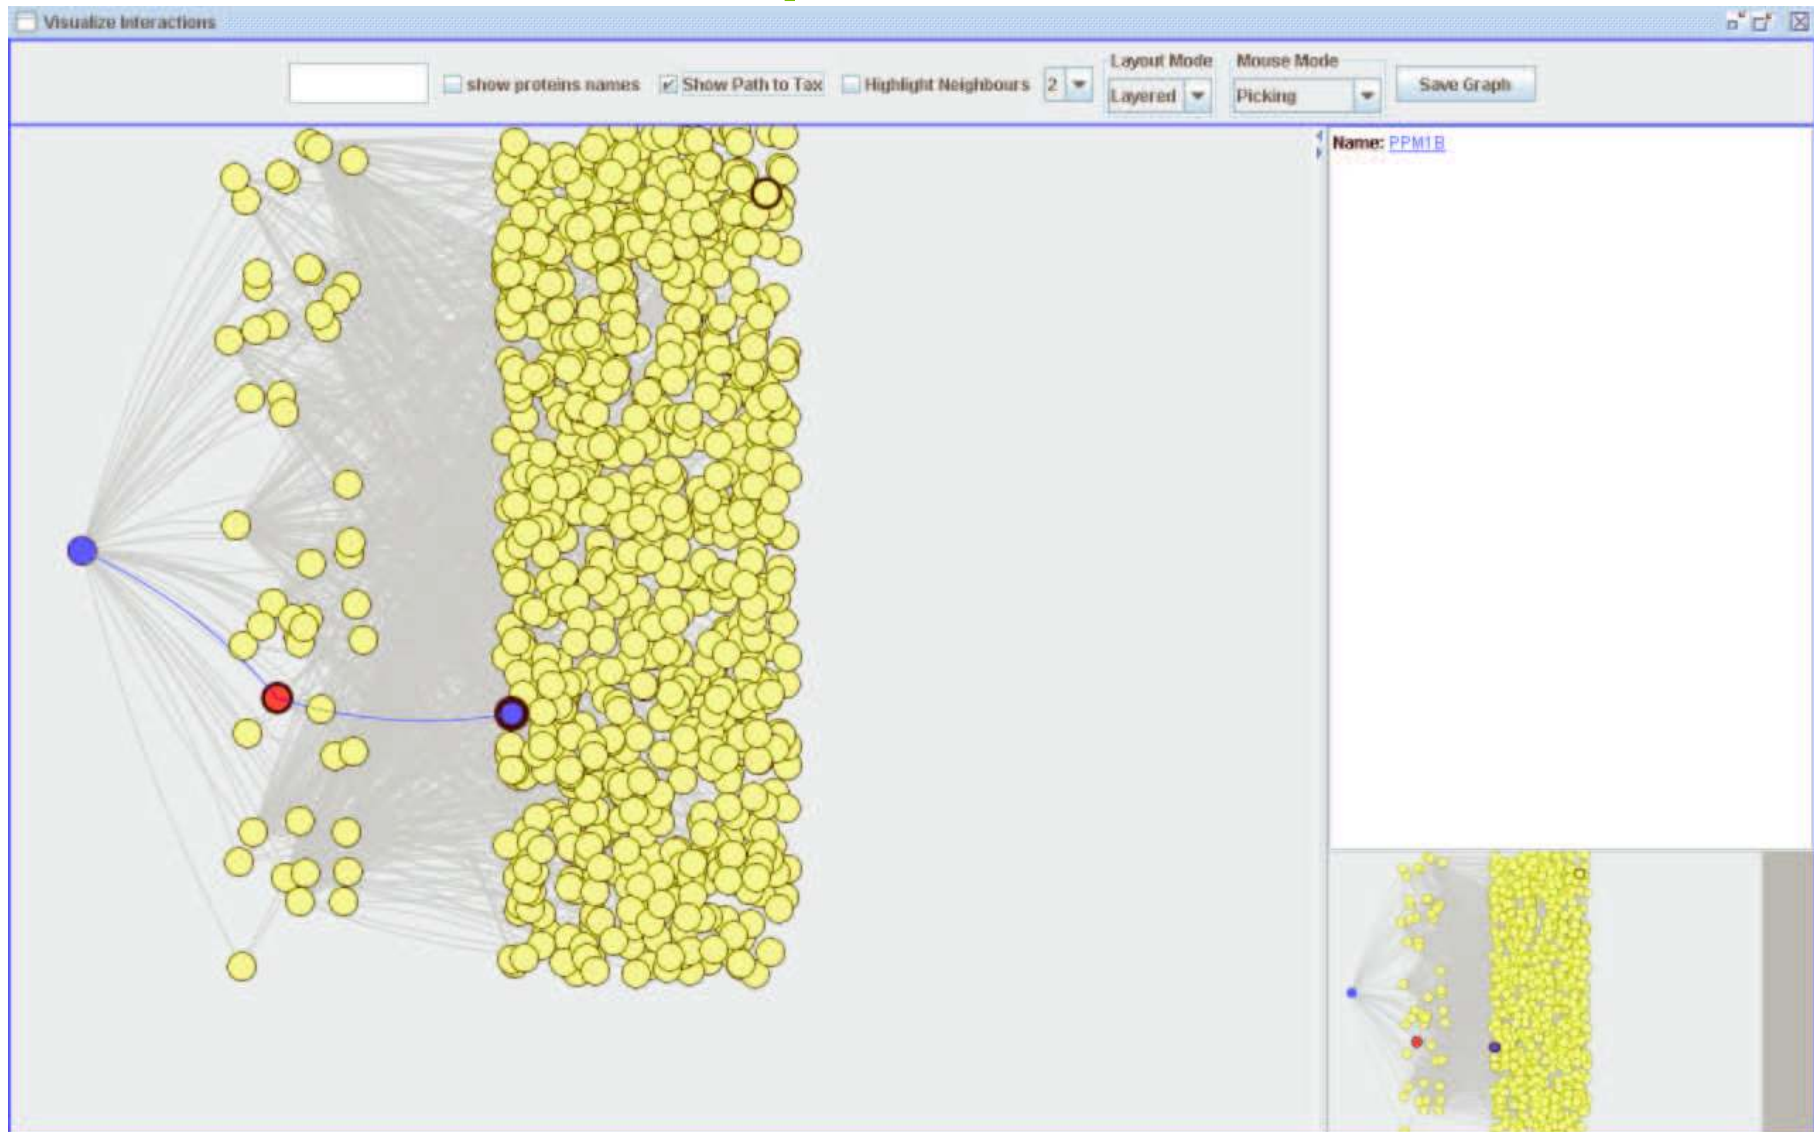 Visualize Interactions
show proteins names
Show Path to Tax
Highlight Neighbours
2
Layout Mode
Layered
Mouse Mode
Picking
Save Graph
Name: PPM1B